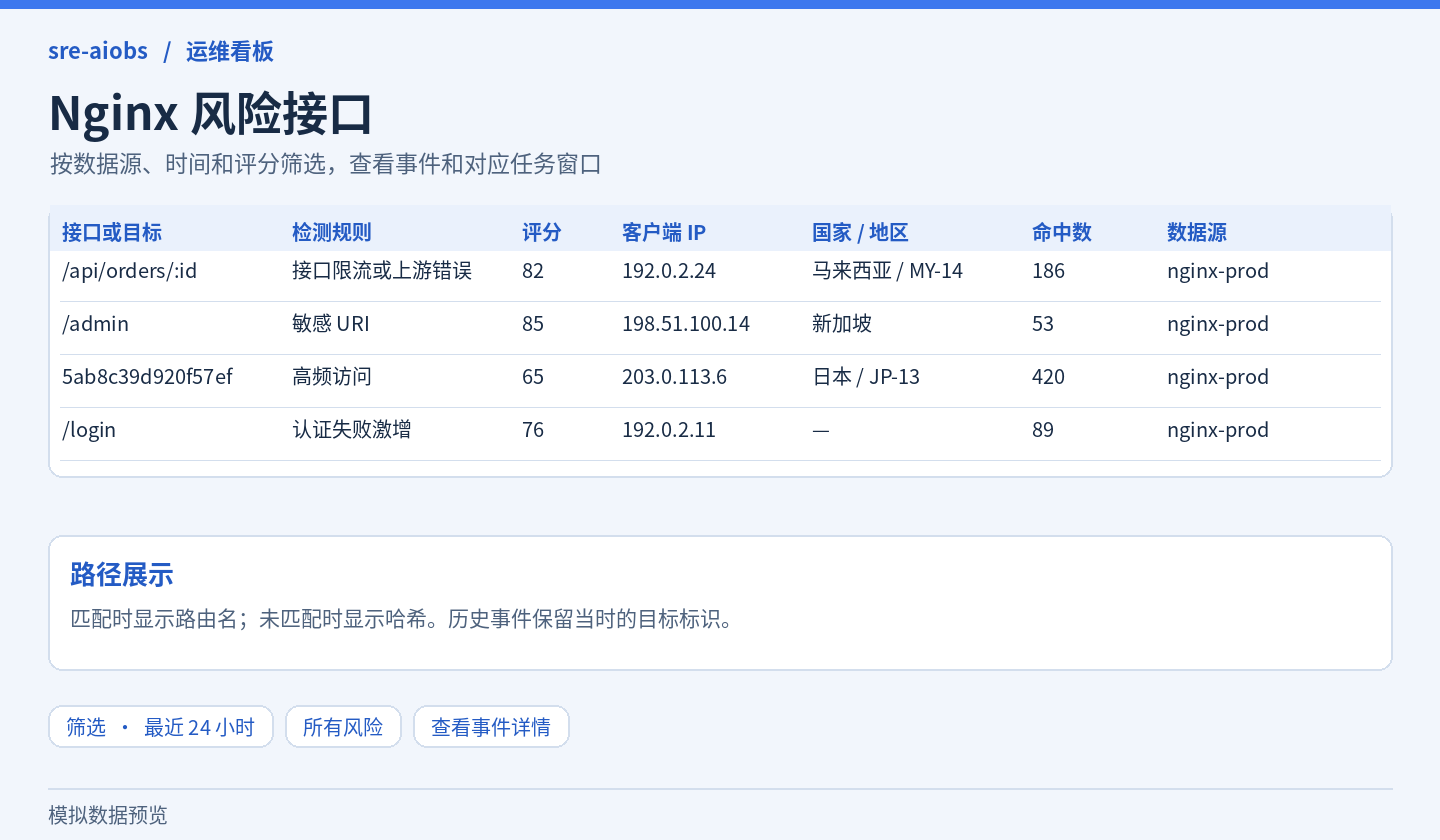 sre-aiobs / 运维看板
Nginx 风险接口
按数据源、时间和评分筛选，查看事件和对应任务窗口
接口或目标 检测规则 评分 客户端 IP 国家 / 地区 命中数 数据源
/api/orders/:id 接口限流或上游错误 82 192.0.2.24 马来西亚 / MY-14 186 nginx-prod
/admin 敏感 URI 85 198.51.100.14 新加坡 53 nginx-prod
5ab8c39d920f57ef 高频访问 65 203.0.113.6 日本 / JP-13 420 nginx-prod
/login 认证失败激增 76 192.0.2.11 — 89 nginx-prod
路径展示
匹配时显示路由名；未匹配时显示哈希。历史事件保留当时的目标标识。
筛选 · 最近 24 小时 所有风险 查看事件详情
模拟数据预览